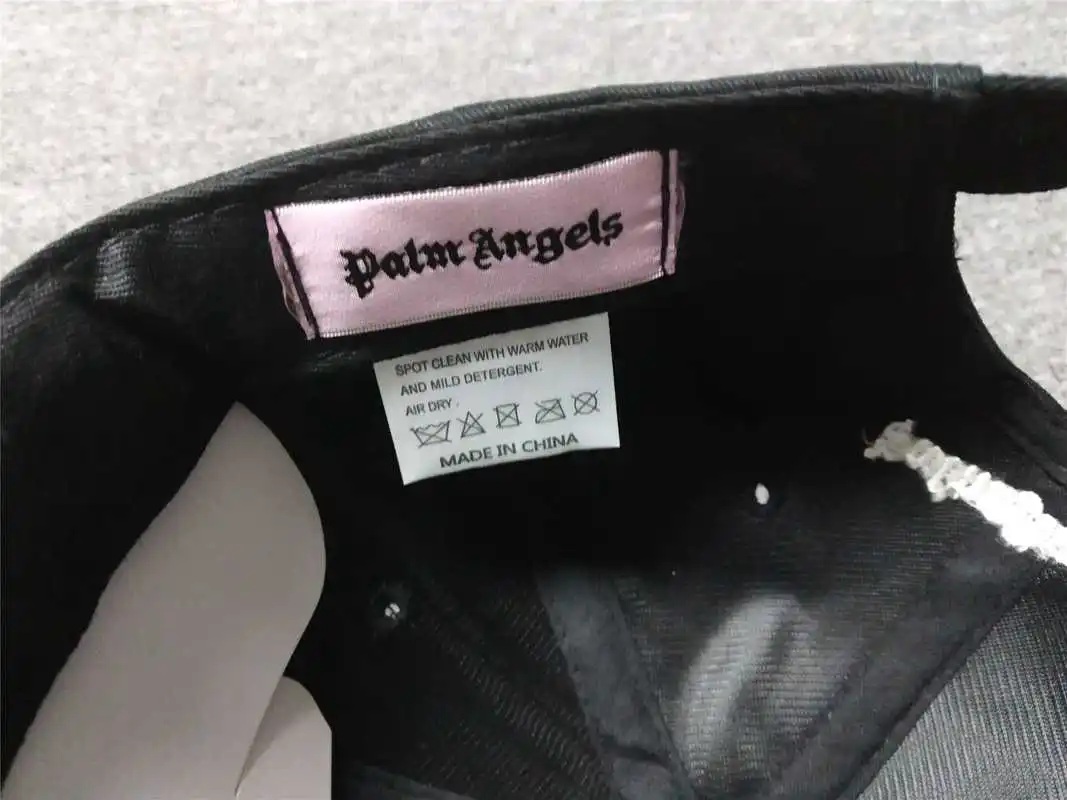 Palm Angels
SPOT CLEAN WITH WARM WATER
AND MILD DETERGENT.
AIR DRY .
MADE IN CHINA